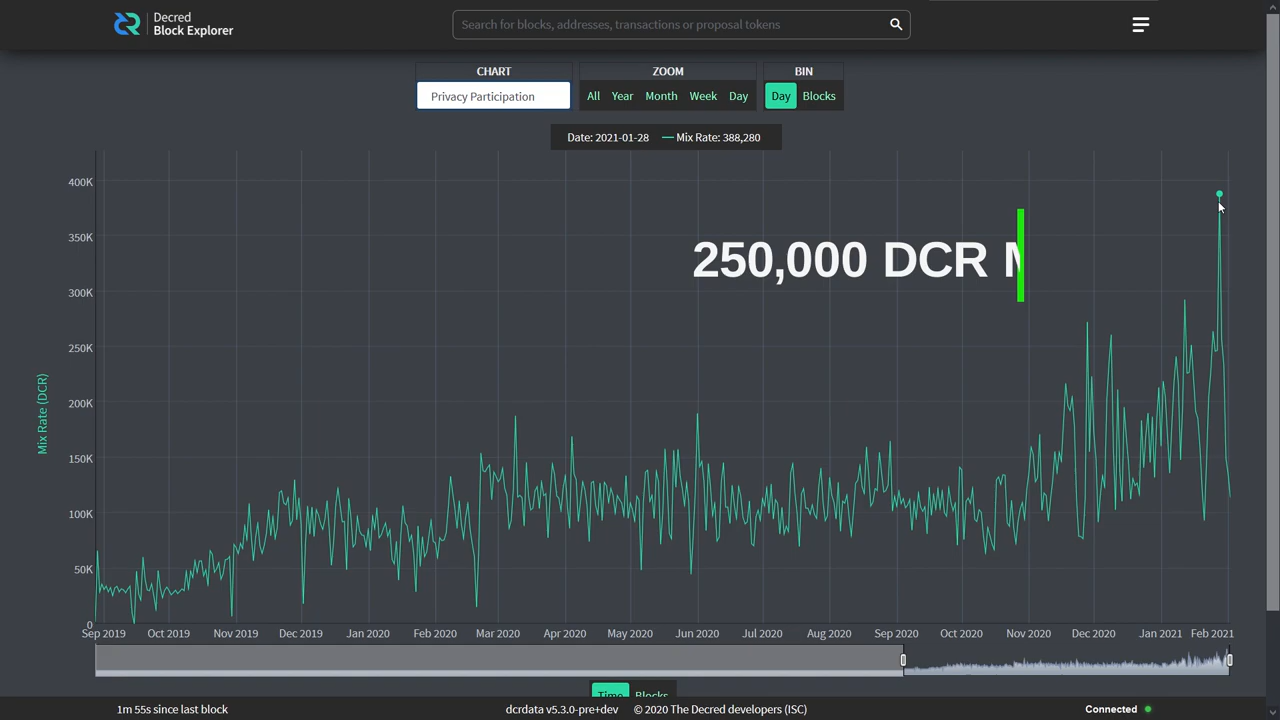 Decred
Block Explorer
Search for blocks, addresses, transactions or proposal tokens
CHART
ZOOM
BIN
Privacy Participation
All Year Month Week Day
Day Blocks
Date: 2021-01-28 Mix Rate: 388,280
400K
350K
300K
250K
200K
150K
100K
50K
0
Mix Rate (DCR)
250,000 DCR M
Sep 2019 Oct 2019 Nov 2019 Dec 2019 Jan 2020 Feb 2020 Mar 2020 Apr 2020 May 2020 Jun 2020 Jul 2020 Aug 2020 Sep 2020 Oct 2020 Nov 2020 Dec 2020 Jan 2021 Feb 2021
Time Blocks
1m 55s since last block
dcrdata v5.3.0-pre+dev © 2020 The Decred developers (ISC)
Connected